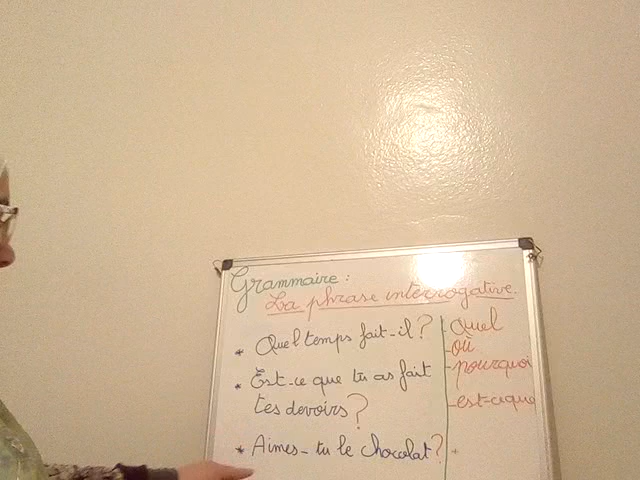 Grammaire :
La phrase interrogative.
* Quel temps fait-il ?
* Est-ce que tu as fait
tes devoirs ?
* Aimes-tu le chocolat ?
- Quel
- où
- pourquoi
- est-ce que